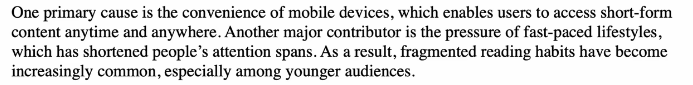 One primary cause is the convenience of mobile devices, which enables users to access short-form
content anytime and anywhere. Another major contributor is the pressure of fast-paced lifestyles,
which has shortened people’s attention spans. As a result, fragmented reading habits have become
increasingly common, especially among younger audiences.